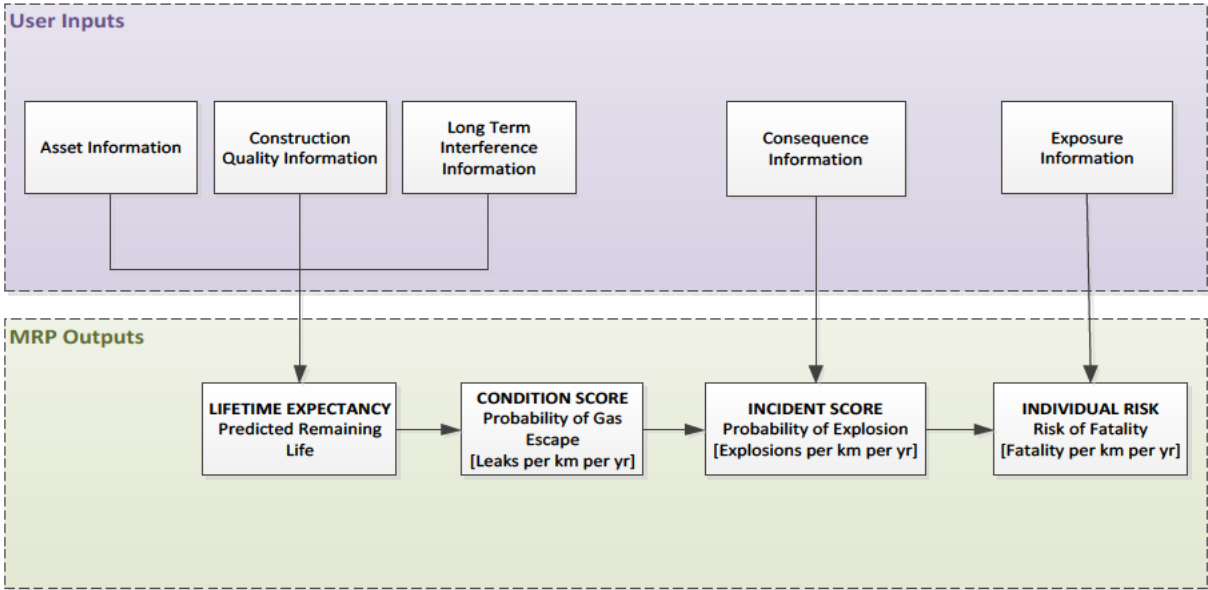 User Inputs
Asset Information
Construction
Quality Information
Long Term
Interference
Information
Consequence
Information
Exposure
Information
MRP Outputs
LIFETIME EXPECTANCY
Predicted Remaining
Life
CONDITION SCORE
Probability of Gas
Escape
[Leaks per km per yr]
INCIDENT SCORE
Probability of Explosion
[Explosions per km per yr]
INDIVIDUAL RISK
Risk of Fatality
[Fatality per km per yr]